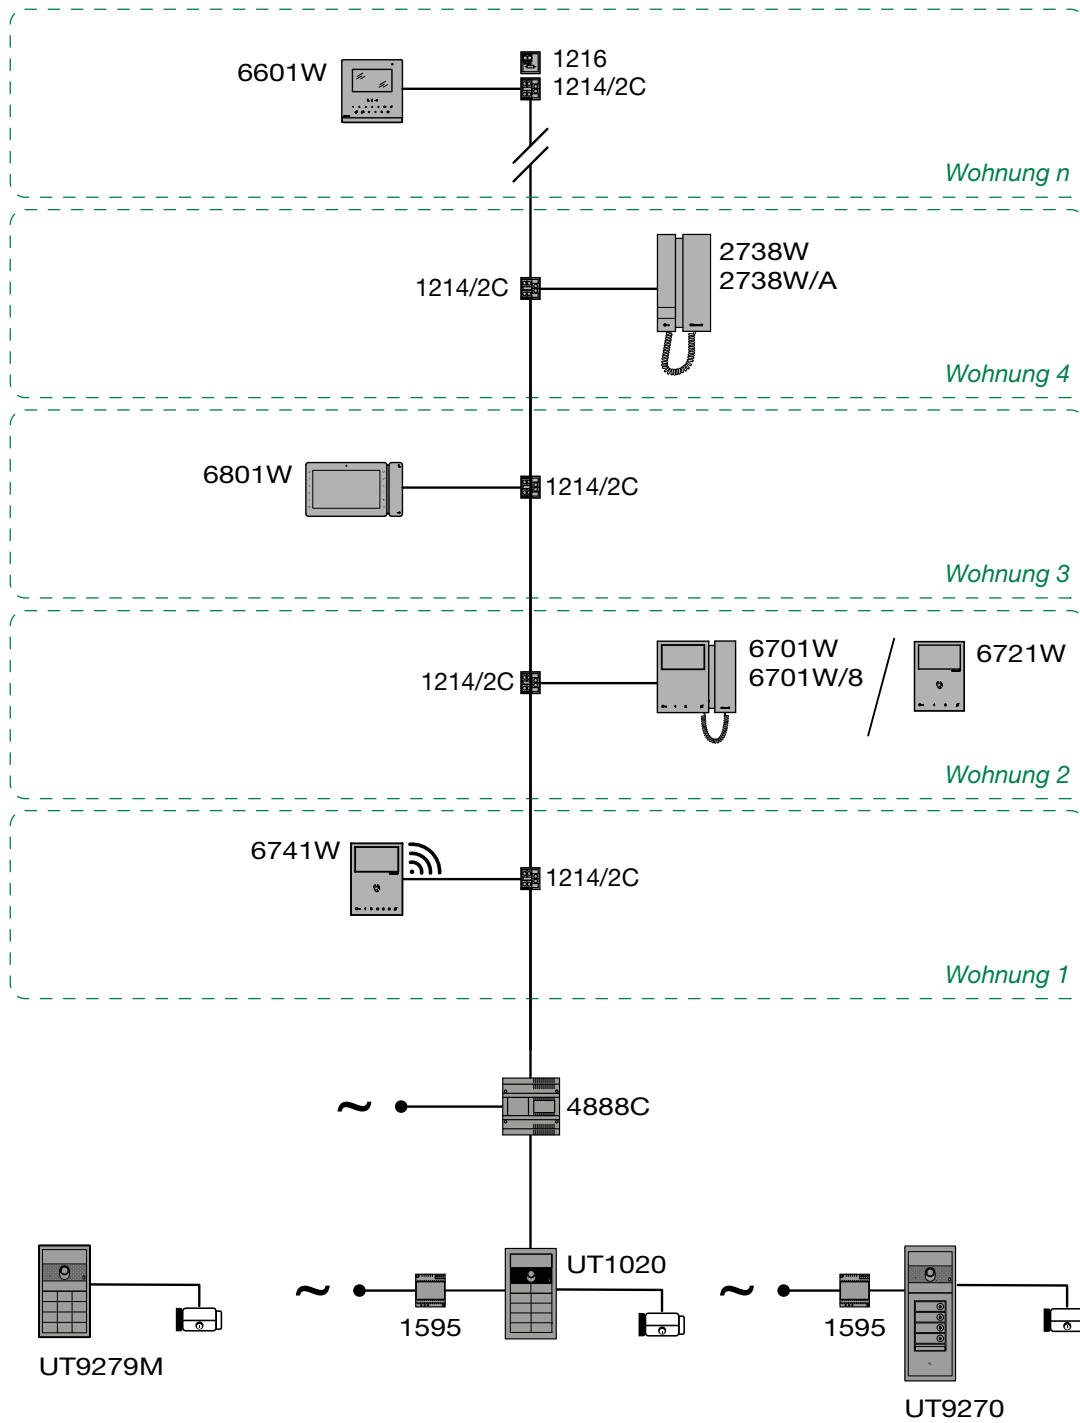 1216
6601W
1214/2C
Wohnung n
2738W
2738W/A
1214/2C
Wohnung 4
6801W
1214/2C
Wohnung 3
6701W
6701W/8
6721W
1214/2C
Wohnung 2
6741W
1214/2C
Wohnung 1
4888C
UT1020
1595
1595
UT9279M
UT9270